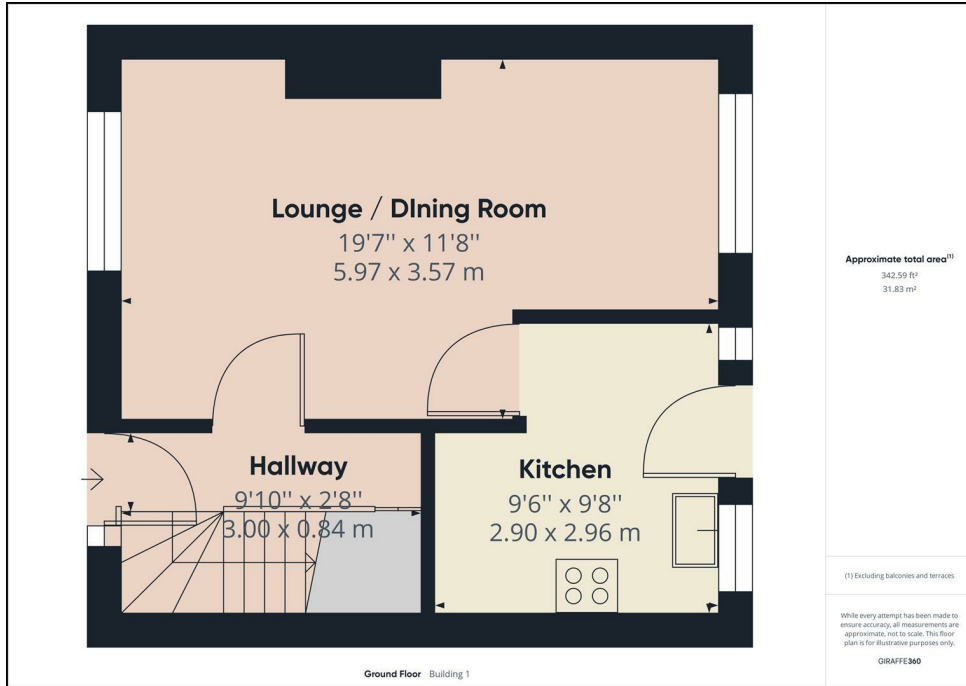 Lounge / DIning Room
19'7'' x 11'8''
5.97 x 3.57 m
Hallway
9'10'' x 2'8''
3.00 x 0.84 m
Kitchen
9'6'' x 9'8''
2.90 x 2.96 m
Ground Floor Building 1
Approximate total area(1)
342.59 ft²
31.83 m²
(1) Excluding balconies and terraces
While every attempt has been made to
ensure accuracy, all measurements are
approximate, not to scale. This floor
plan is for illustrative purposes only.
GIRAFFE360